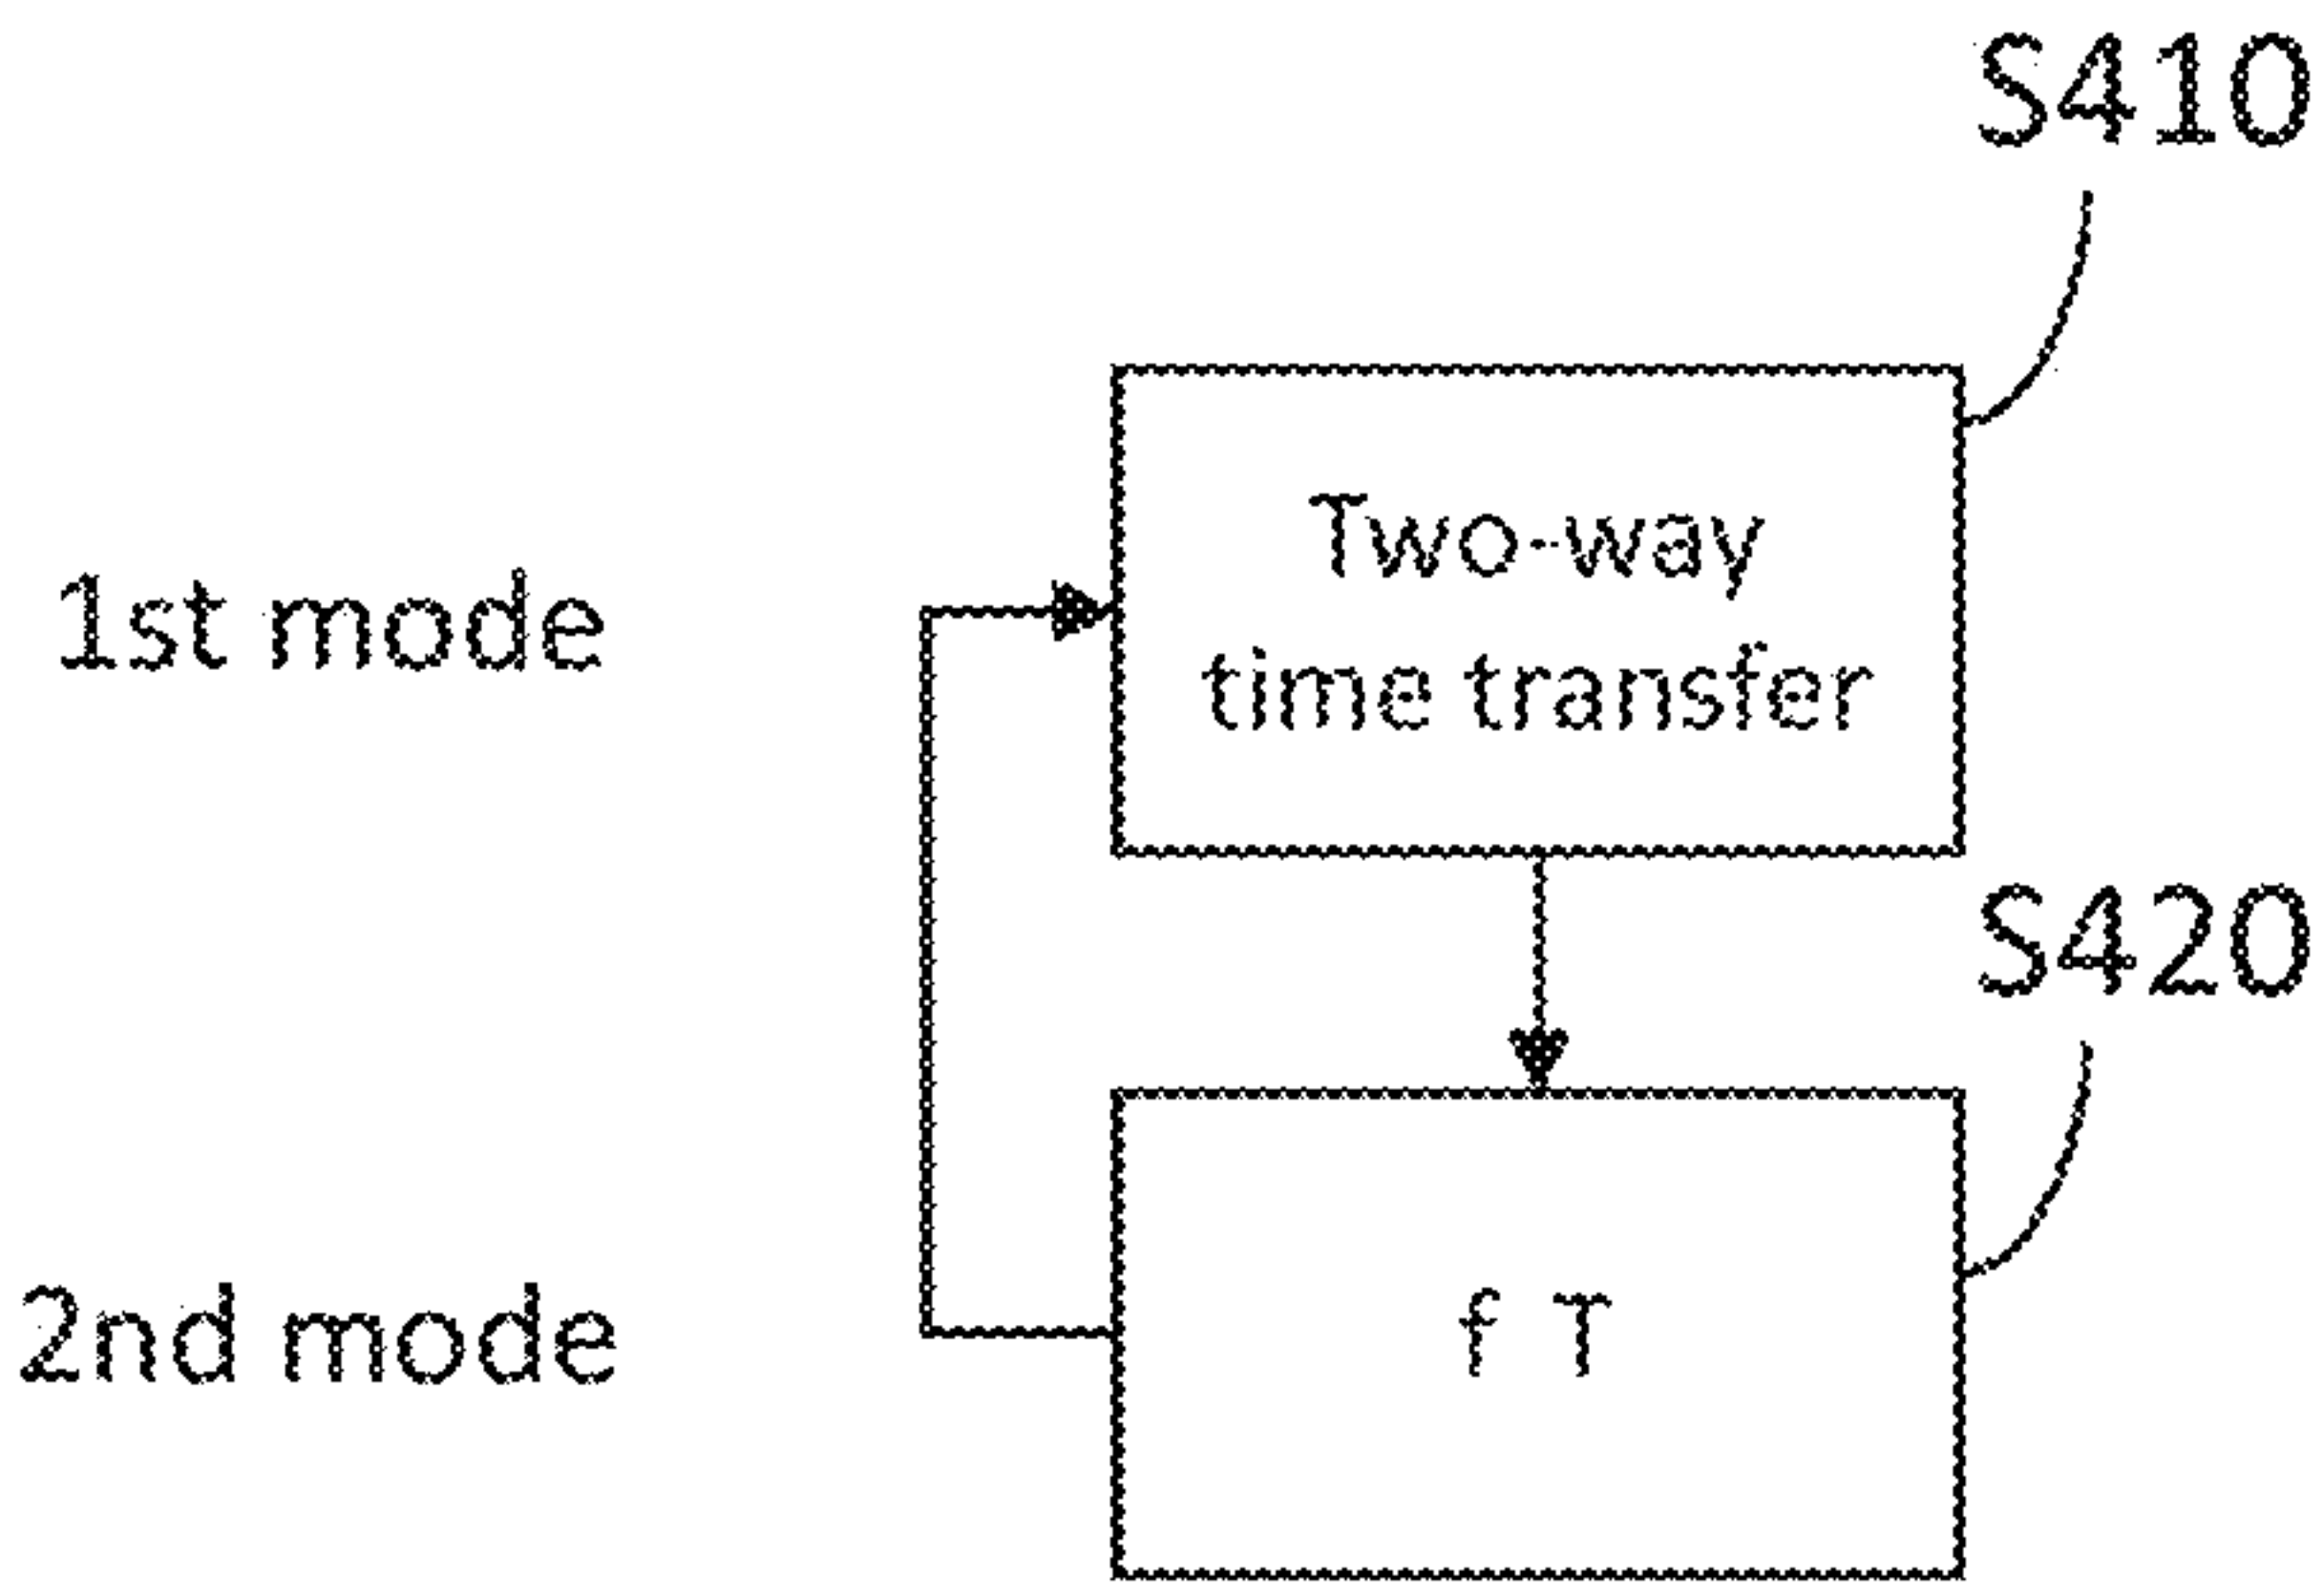 S410
Two-way
time transfer
1st mode
S420
2nd mode
f T